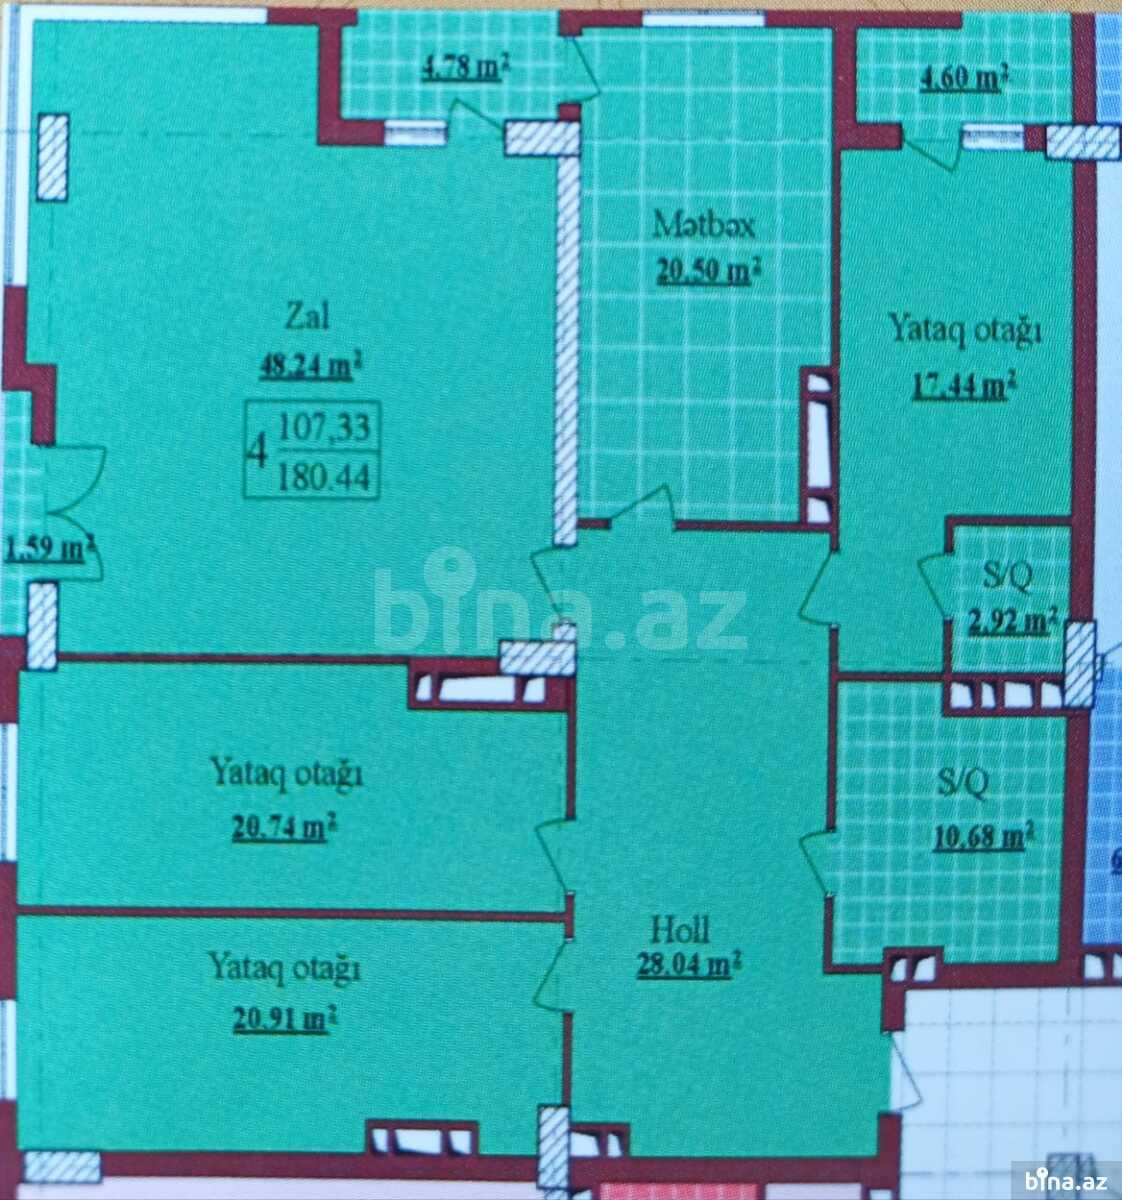 4.78 m²
4.60 m²
Mətbəx
20.50 m²
Zal
48.24 m²
Yataq otağı
17.44 m²
4 107,33
180.44
1.59 m²
S/Q
2.92 m²
bina.az
Yataq otağı
20.74 m²
S/Q
10.68 m²
6
Holl
28.04 m²
Yataq otağı
20.91 m²
bina.az